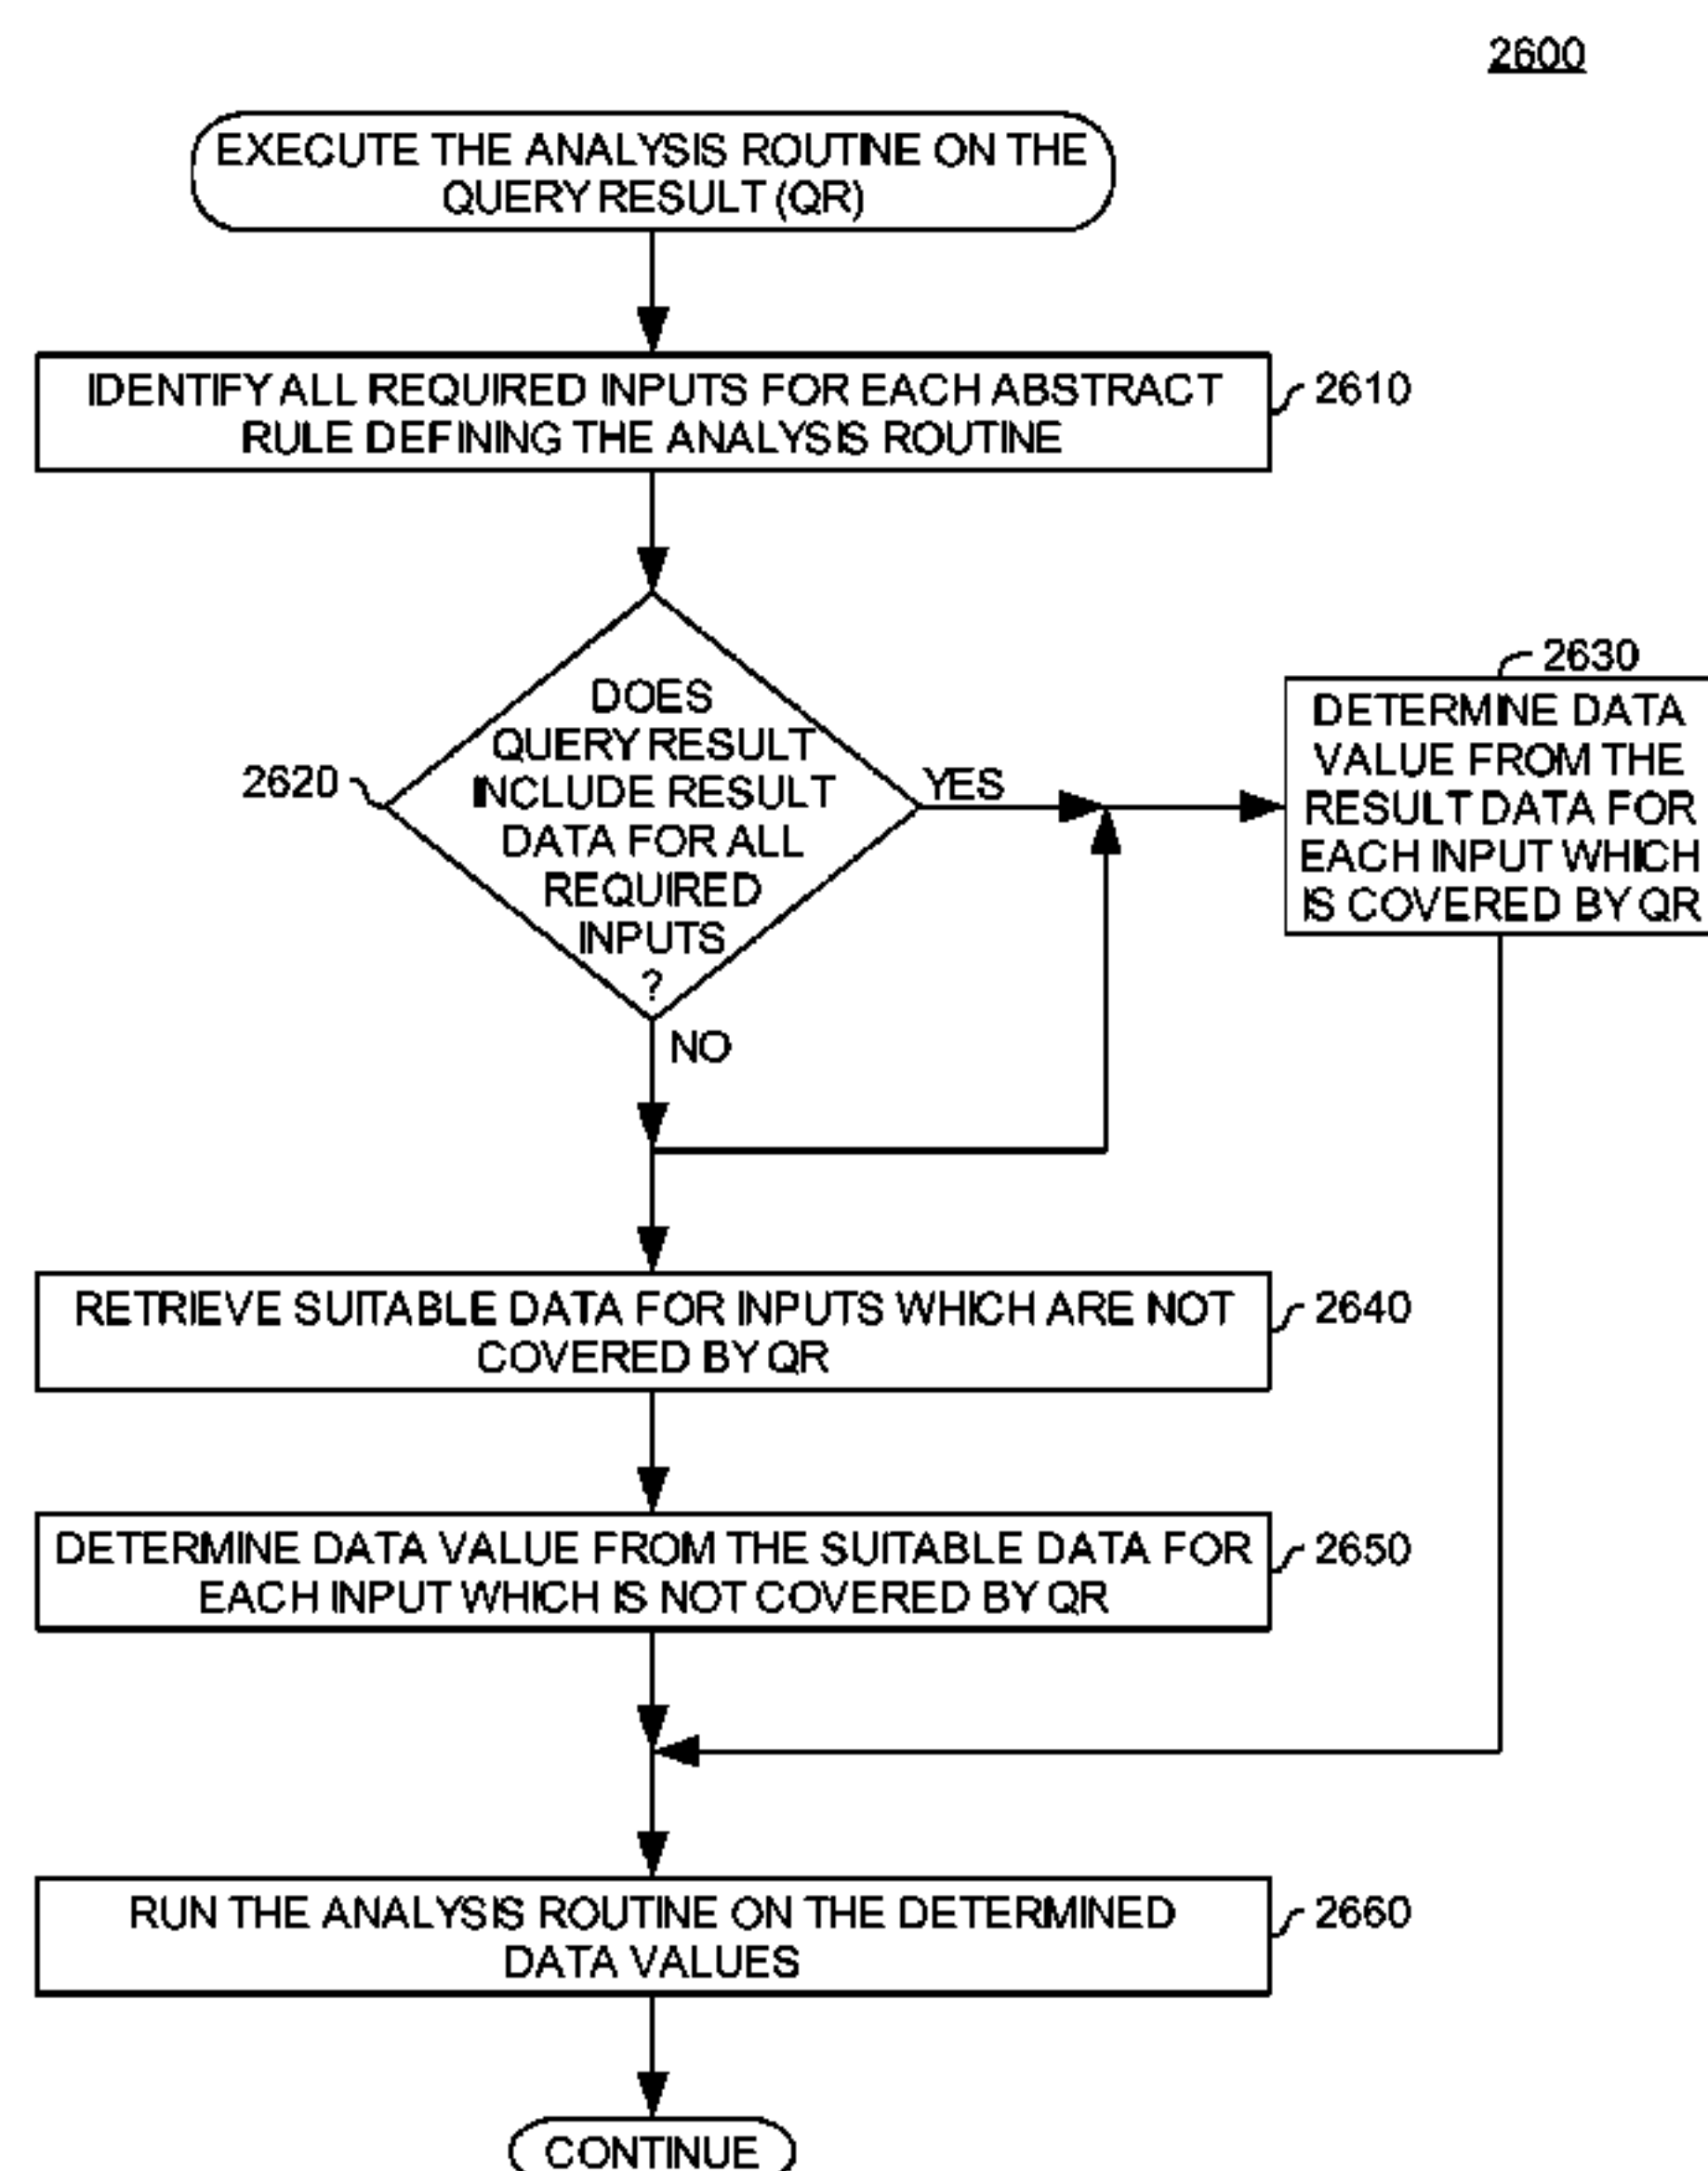 2600
EXECUTE THE ANALYSIS ROUTINE ON THE
QUERY RESULT (QR)
IDENTIFY ALL REQUIRED INPUTS FOR EACH ABSTRACT
RULE DEFINING THE ANALYSIS ROUTINE
2610
DOES
QUERY RESULT
INCLUDE RESULT
DATA FOR ALL
REQUIRED
INPUTS
?
2620
YES
NO
2630
DETERMINE DATA
VALUE FROM THE
RESULT DATA FOR
EACH INPUT WHICH
IS COVERED BY QR
RETRIEVE SUITABLE DATA FOR INPUTS WHICH ARE NOT
COVERED BY QR
2640
DETERMINE DATA VALUE FROM THE SUITABLE DATA FOR
EACH INPUT WHICH IS NOT COVERED BY QR
2650
RUN THE ANALYSIS ROUTINE ON THE DETERMINED
DATA VALUES
2660
CONTINUE